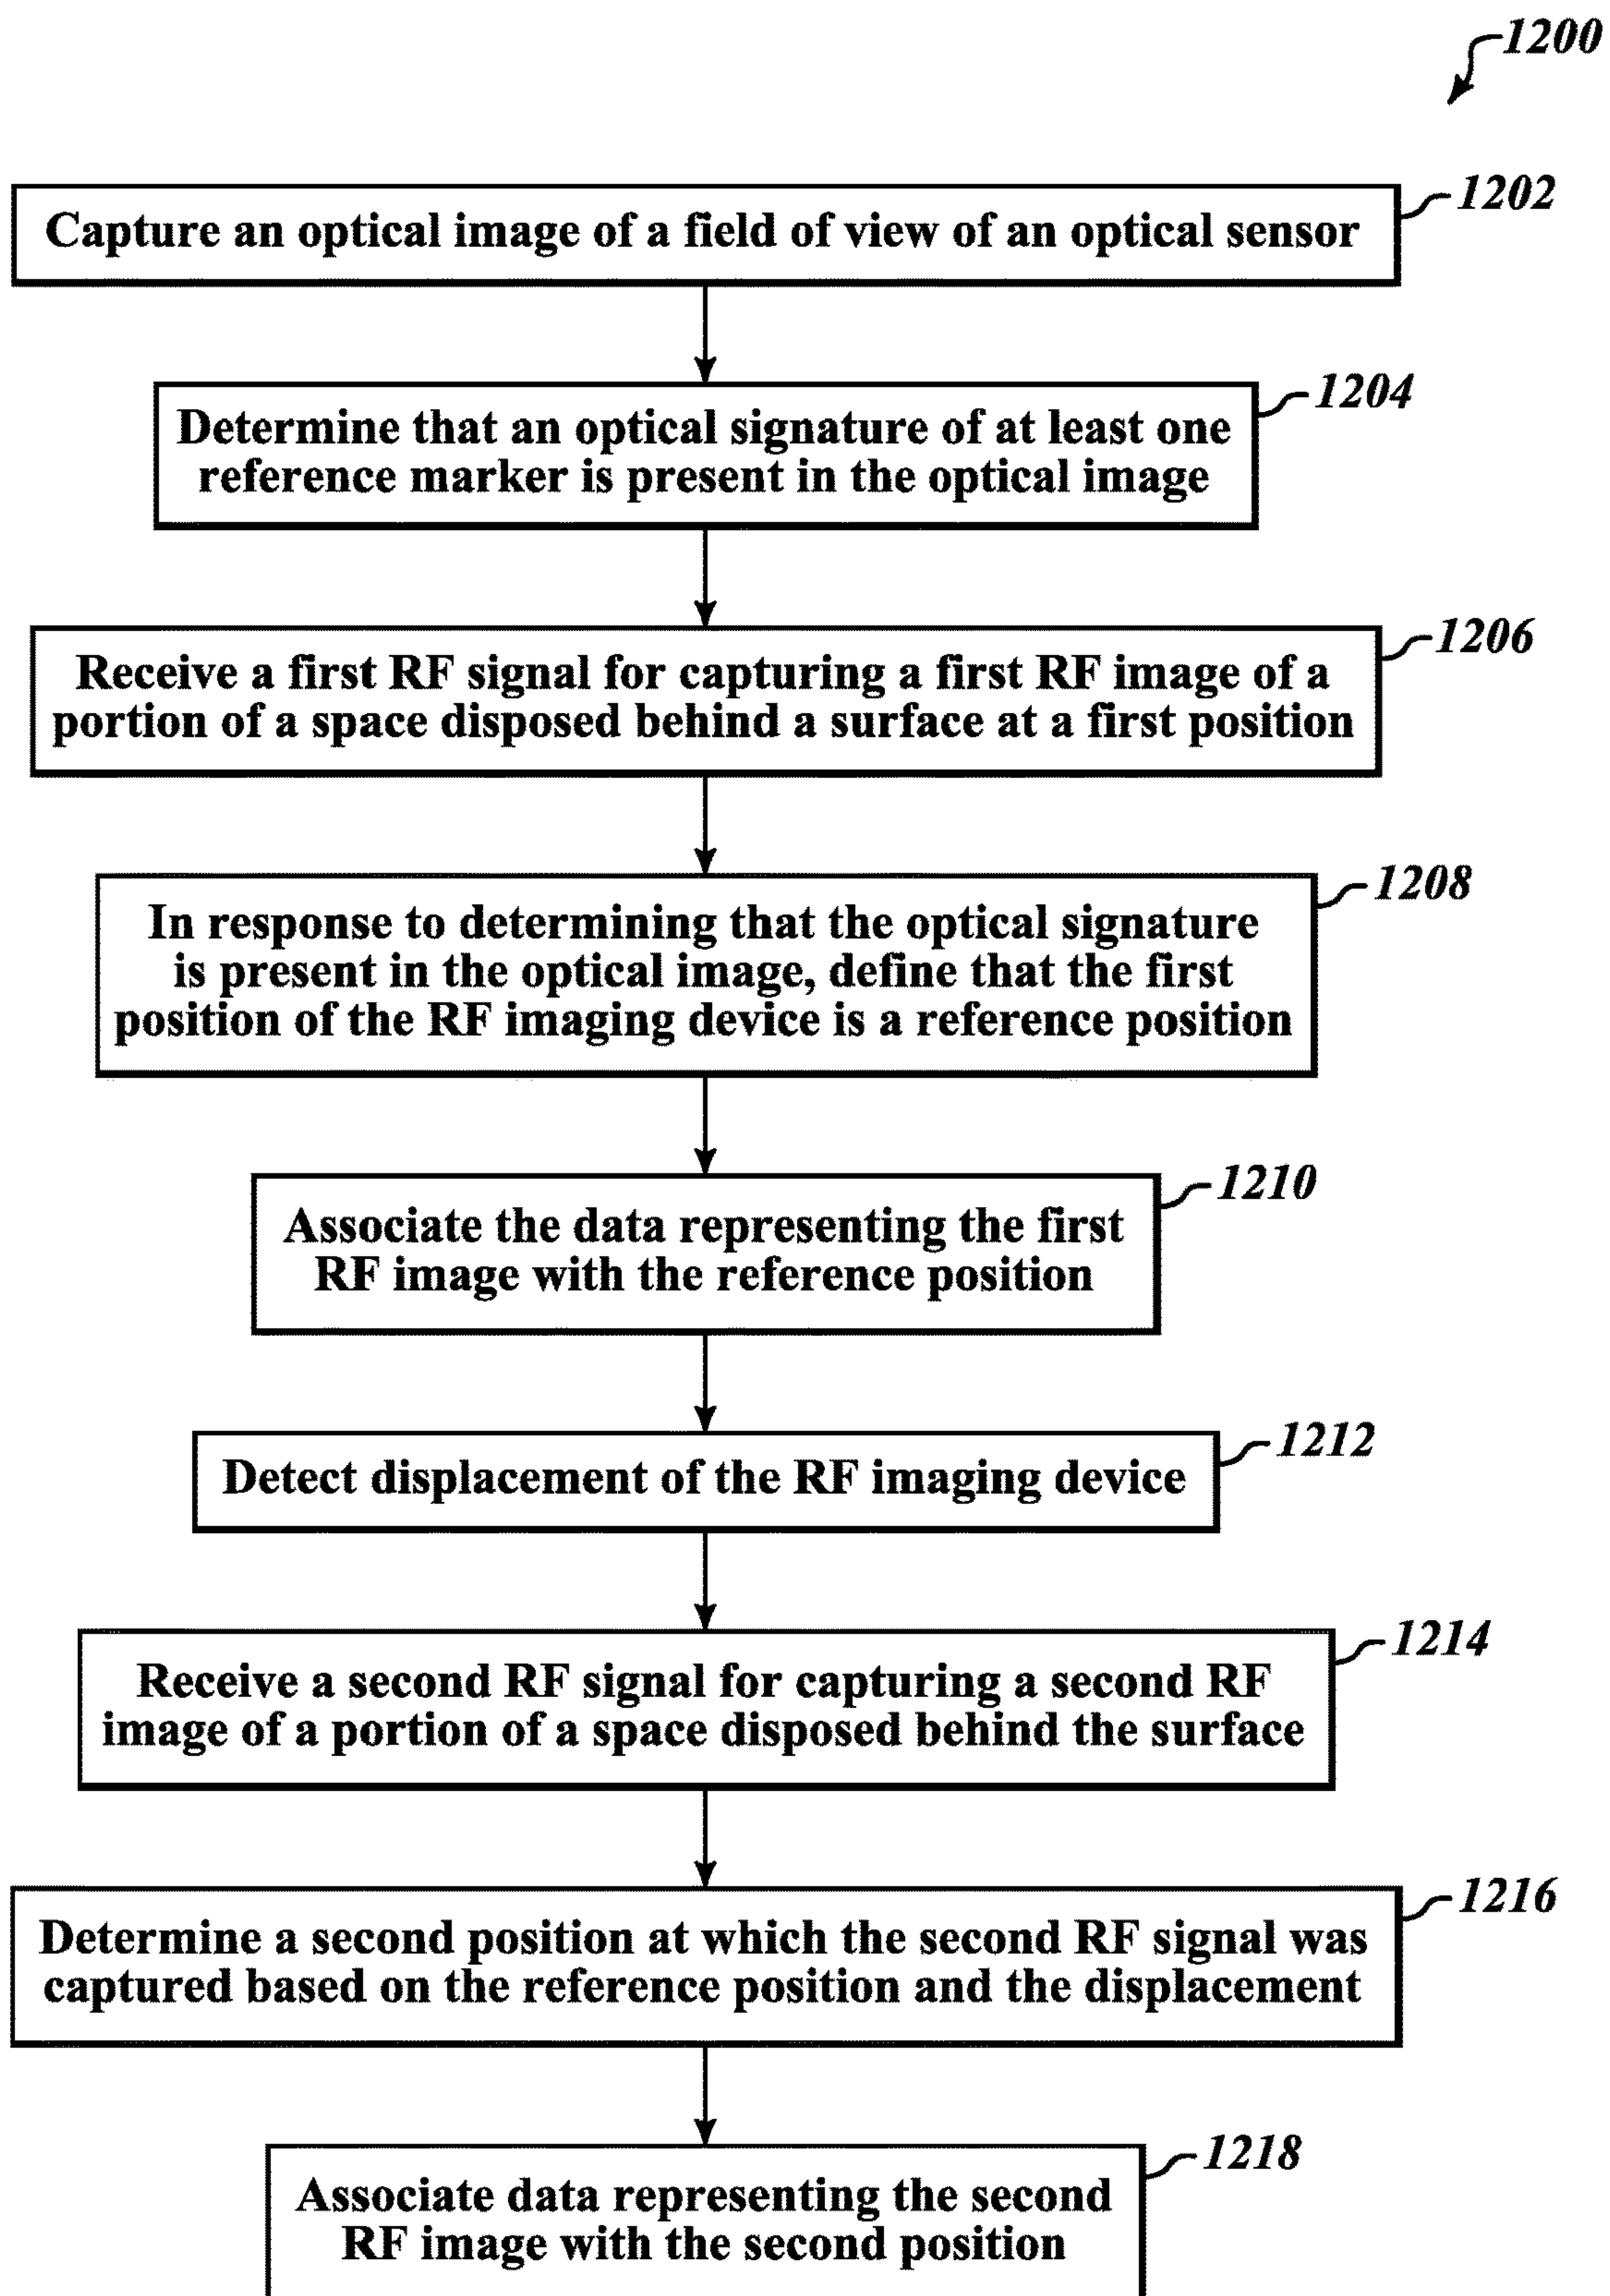 1200
1202
Capture an optical image of a field of view of an optical sensor
1204
Determine that an optical signature of at least one
reference marker is present in the optical image
1206
Receive a first RF signal for capturing a first RF image of a
portion of a space disposed behind a surface at a first position
1208
In response to determining that the optical signature
is present in the optical image, define that the first
position of the RF imaging device is a reference position
1210
Associate the data representing the first
RF image with the reference position
1212
Detect displacement of the RF imaging device
1214
Receive a second RF signal for capturing a second RF
image of a portion of a space disposed behind the surface
1216
Determine a second position at which the second RF signal was
captured based on the reference position and the displacement
1218
Associate data representing the second
RF image with the second position